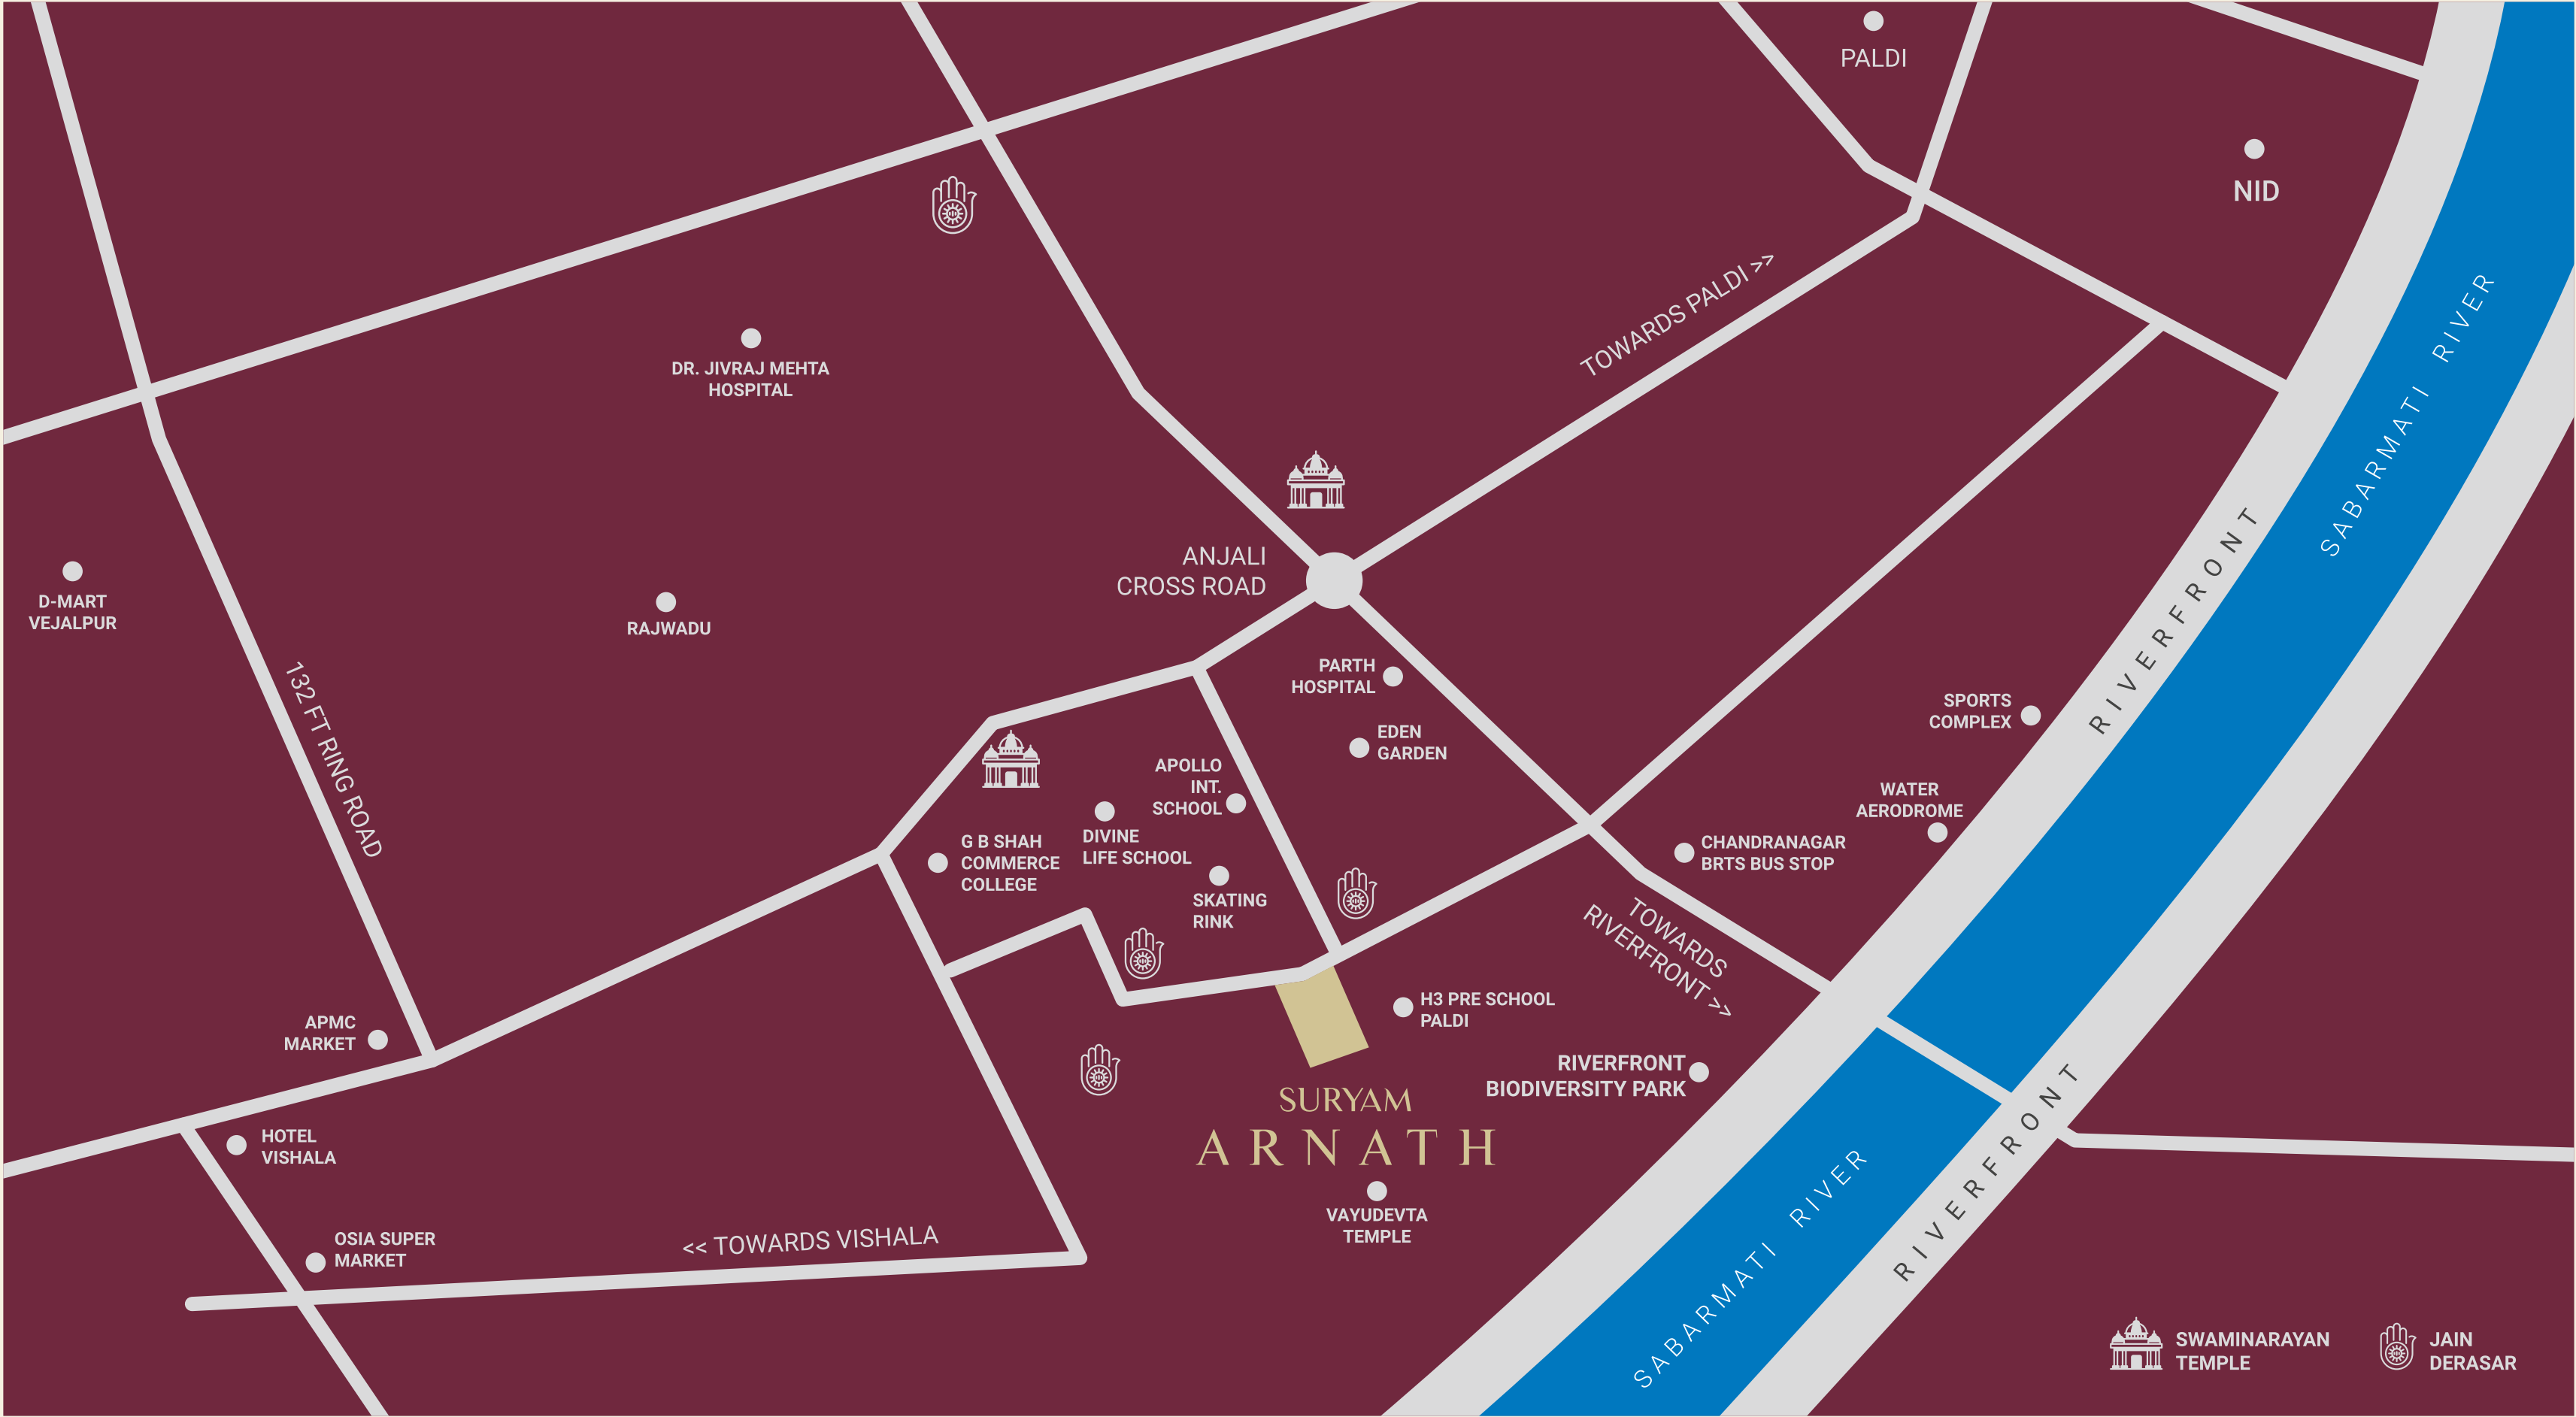 PALDI
NID
DR. JIVRAJ MEHTA
HOSPITAL
TOWARDS PALDI >>
SABARMATI RIVER
RIVERFRONT
ANJALI
CROSS ROAD
D-MART
VEJALPUR
RAJWADU
132 FT RING ROAD
PARTH
HOSPITAL
EDEN
GARDEN
SPORTS
COMPLEX
WATER
AERODROME
APOLLO
INT.
SCHOOL
DIVINE
LIFE SCHOOL
G B SHAH
COMMERCE
COLLEGE
SKATING
RINK
CHANDRANAGAR
BRTS BUS STOP
TOWARDS
RIVERFRONT >>
H3 PRE SCHOOL
PALDI
APMC
MARKET
RIVERFRONT
BIODIVERSITY PARK
SURYAM
ARNATH
VAYUDEVTA
TEMPLE
HOTEL
VISHALA
OSIA SUPER
MARKET
<< TOWARDS VISHALA
SABARMATI RIVER
RIVERFRONT
SWAMINARAYAN
TEMPLE
JAIN
DERASAR